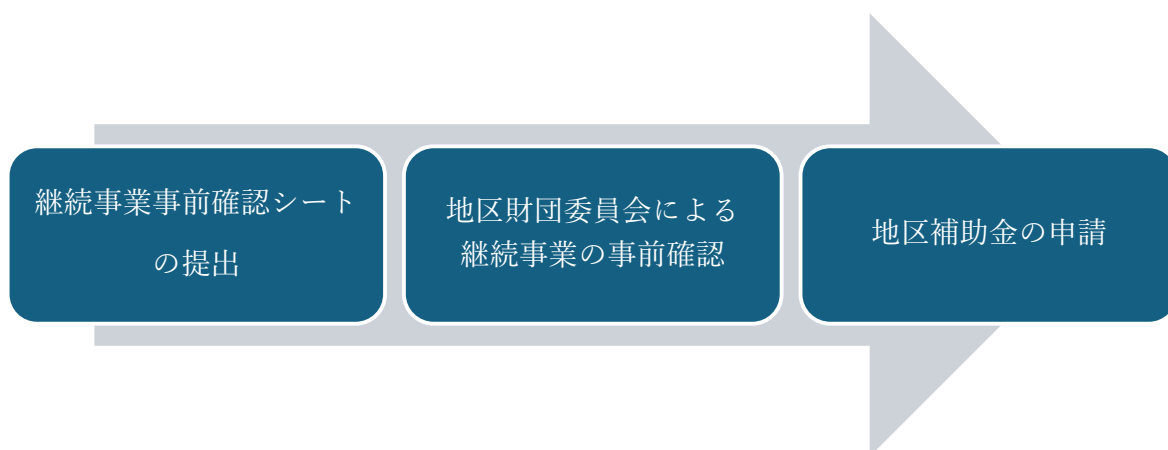 継続事業事前確認シート
の提出
地区財団委員会による
継続事業の事前確認
地区補助金の申請